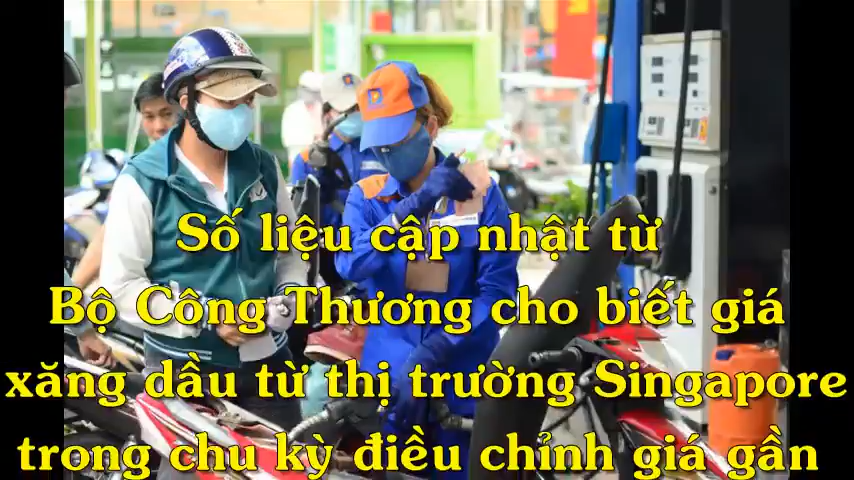 Số liệu cập nhật từ
Bộ Công Thương cho biết giá
xăng dầu từ thị trường Singapore
trong chu kỳ điều chỉnh giá gần